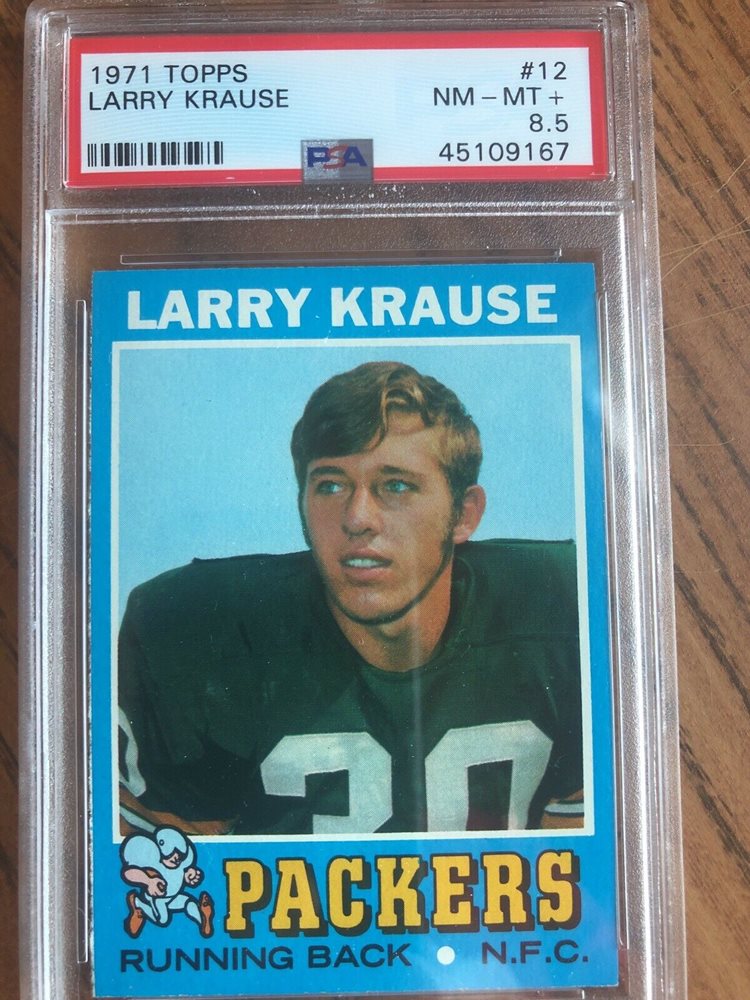 1971 TOPPS #12
LARRY KRAUSE NM - MT +
8.5
PSA 45109167
LARRY KRAUSE
30
PACKERS
RUNNING BACK • N.F.C.